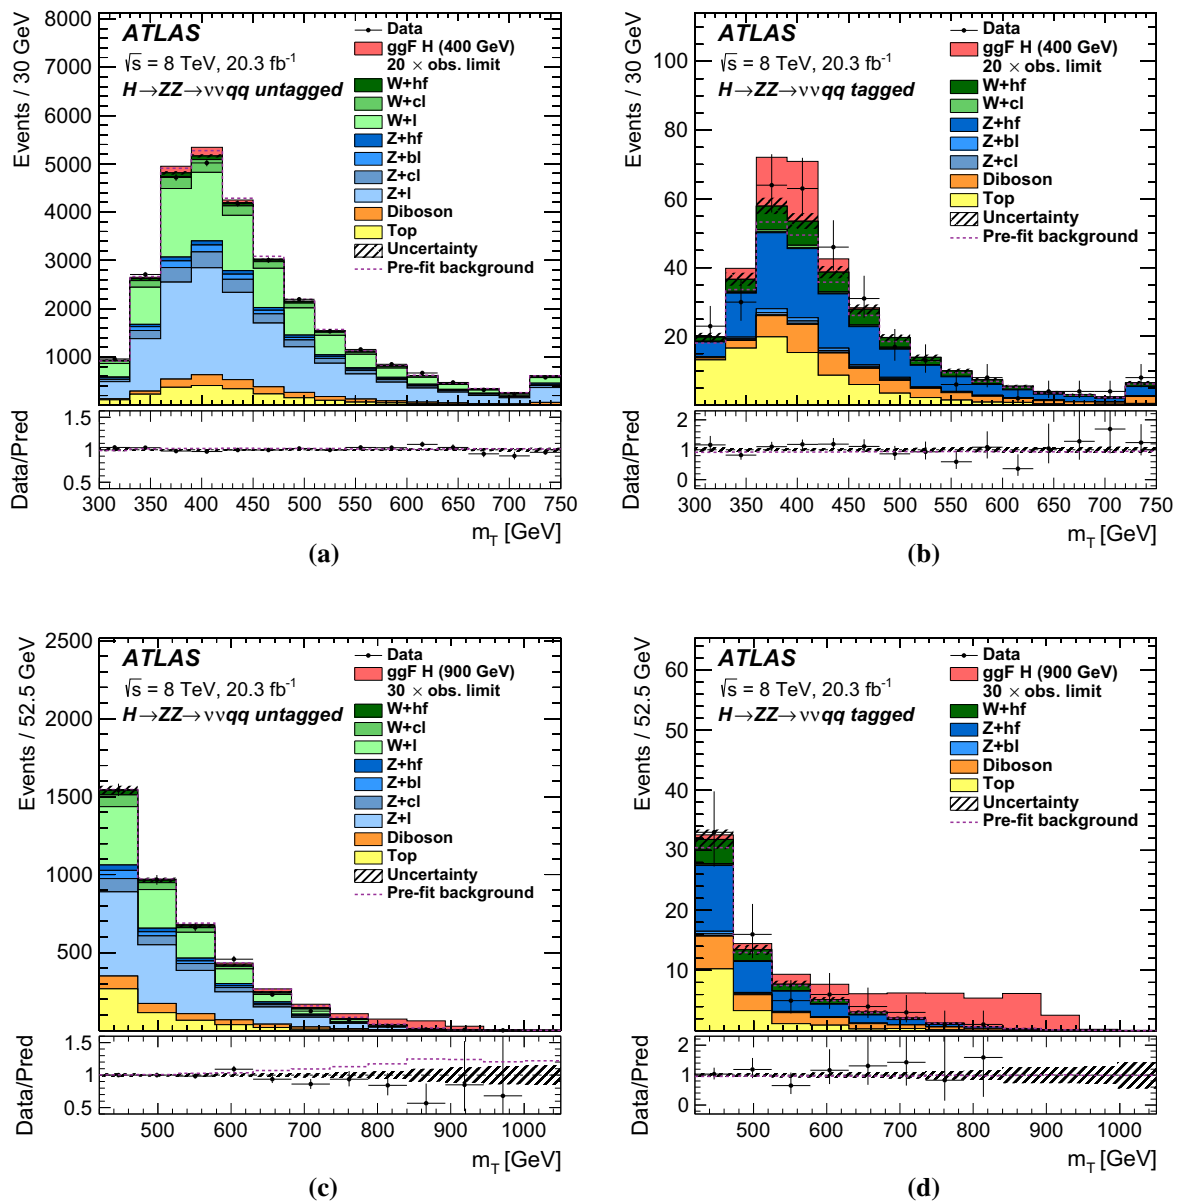 ATLAS
√s = 8 TeV, 20.3 fb⁻¹
H→ZZ→ννqq untagged
Data
ggF H (400 GeV)
20 × obs. limit
W+hf
W+cl
W+l
Z+hf
Z+bl
Z+cl
Z+l
Diboson
Top
Uncertainty
Pre-fit background
Events / 30 GeV
8000
7000
6000
5000
4000
3000
2000
1000
Data/Pred
1.5
1
0.5
300 350 400 450 500 550 600 650 700 750
m_T [GeV]
(a)
ATLAS
√s = 8 TeV, 20.3 fb⁻¹
H→ZZ→ννqq tagged
Data
ggF H (400 GeV)
20 × obs. limit
W+hf
W+cl
Z+hf
Z+bl
Z+cl
Diboson
Top
Uncertainty
Pre-fit background
Events / 30 GeV
100
80
60
40
20
Data/Pred
2
1
0
300 350 400 450 500 550 600 650 700 750
m_T [GeV]
(b)
ATLAS
√s = 8 TeV, 20.3 fb⁻¹
H→ZZ→ννqq untagged
Data
ggF H (900 GeV)
30 × obs. limit
W+hf
W+cl
W+l
Z+hf
Z+bl
Z+cl
Z+l
Diboson
Top
Uncertainty
Pre-fit background
Events / 52.5 GeV
2500
2000
1500
1000
500
Data/Pred
1.5
1
0.5
500 600 700 800 900 1000
m_T [GeV]
(c)
ATLAS
√s = 8 TeV, 20.3 fb⁻¹
H→ZZ→ννqq tagged
Data
ggF H (900 GeV)
30 × obs. limit
W+hf
Z+hf
Z+bl
Diboson
Top
Uncertainty
Pre-fit background
Events / 52.5 GeV
60
50
40
30
20
10
Data/Pred
2
1
0
500 600 700 800 900 1000
m_T [GeV]
(d)